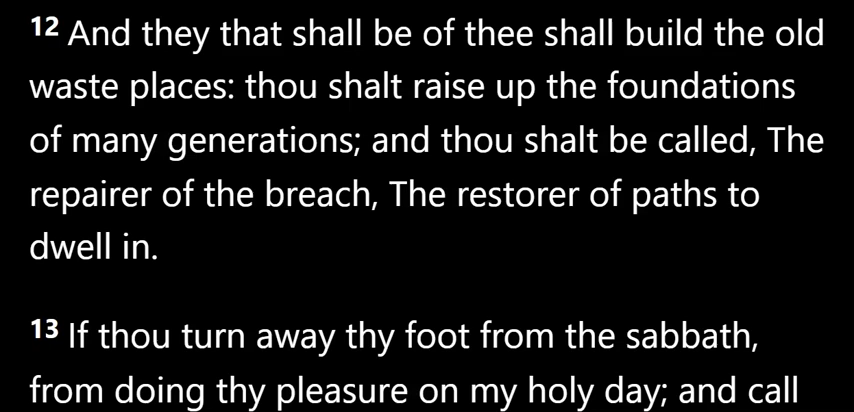 12 And they that shall be of thee shall build the old
waste places: thou shalt raise up the foundations
of many generations; and thou shalt be called, The
repairer of the breach, The restorer of paths to
dwell in.
13 If thou turn away thy foot from the sabbath,
from doing thy pleasure on my holy day; and call